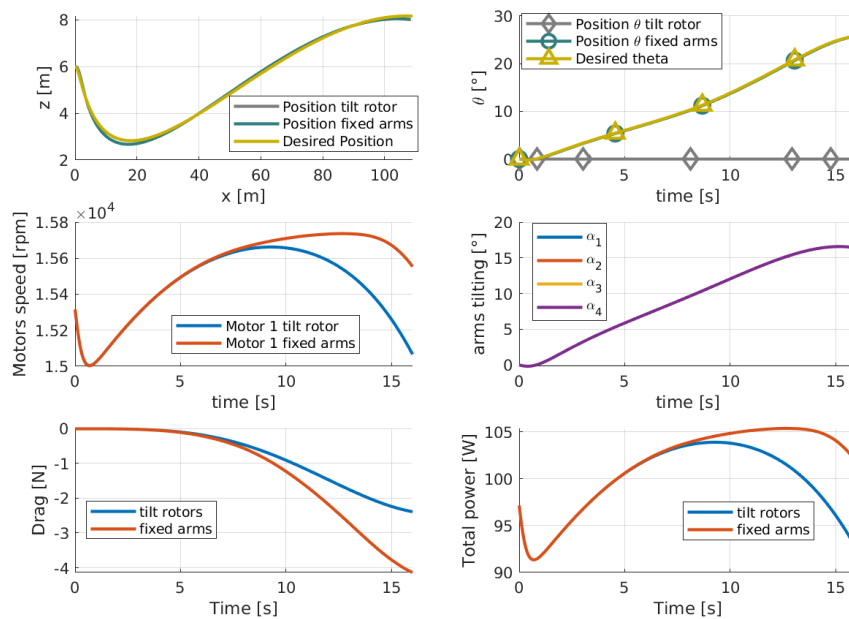 8
6
4
2
z [m]
0
20
40
60
80
100
x [m]
Position tilt rotor
Position fixed arms
Desired Position
30
20
10
0
θ [°]
0
5
10
15
time [s]
Position θ tilt rotor
Position θ fixed arms
Desired theta
×10⁴
1.58
1.56
1.54
1.52
1.5
Motors speed [rpm]
0
5
10
15
time [s]
Motor 1 tilt rotor
Motor 1 fixed arms
20
15
10
5
0
arms tilting [°]
0
5
10
15
time [s]
α₁
α₂
α₃
α₄
0
-1
-2
-3
-4
Drag [N]
0
5
10
15
Time [s]
tilt rotors
fixed arms
105
100
95
90
Total power [W]
0
5
10
15
Time [s]
tilt rotors
fixed arms